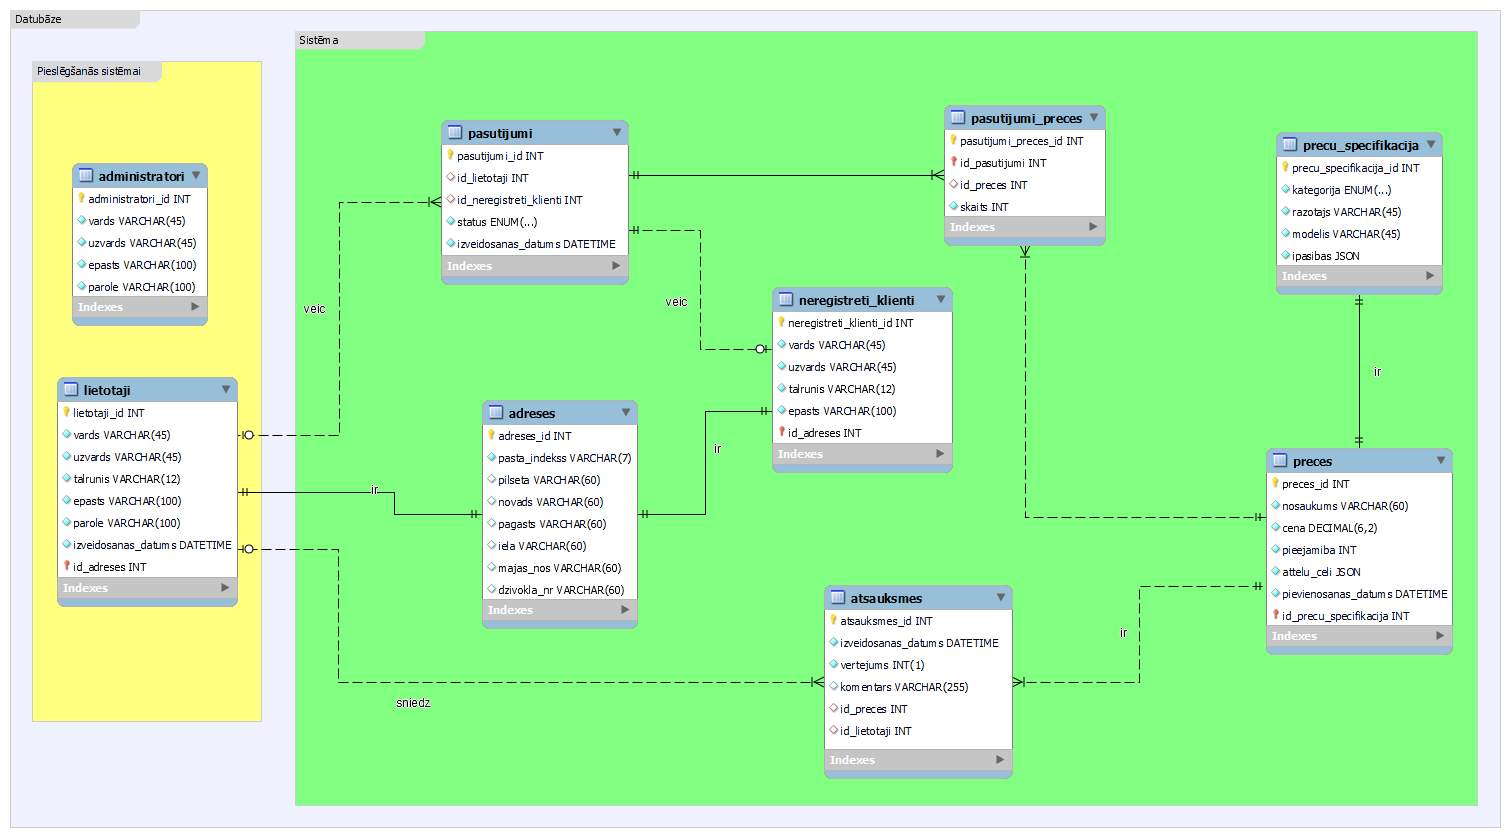 Datubāze
Pieslēgšanās sistēmai
administratori
administratori_id INT
vards VARCHAR(45)
uzvards VARCHAR(45)
epasts VARCHAR(100)
parole VARCHAR(100)
Indexes
lietotaji
lietotaji_id INT
vards VARCHAR(45)
uzvards VARCHAR(45)
talrunis VARCHAR(12)
epasts VARCHAR(100)
parole VARCHAR(100)
izveidosanas_datums DATETIME
id_adreses INT
Indexes
Sistēma
pasutijumi
pasutijumi_id INT
id_lietotaji INT
id_neregistreti_klienti INT
status ENUM(...)
izveidosanas_datums DATETIME
Indexes
veic
veic
ir
ir
sniedz
adreses
adreses_id INT
pasta_indekss VARCHAR(7)
pilseta VARCHAR(60)
novads VARCHAR(60)
pagasts VARCHAR(60)
iela VARCHAR(60)
majas_nos VARCHAR(60)
dzivokla_nr VARCHAR(60)
Indexes
neregistreti_klienti
neregistreti_klienti_id INT
vards VARCHAR(45)
uzvards VARCHAR(45)
talrunis VARCHAR(12)
epasts VARCHAR(100)
id_adreses INT
Indexes
pasutijumi_preces
pasutijumi_preces_id INT
id_pasutijumi INT
id_preces INT
skaits INT
Indexes
atsauksmes
atsauksmes_id INT
izveidosanas_datums DATETIME
vertejums INT(1)
komentars VARCHAR(255)
id_preces INT
id_lietotaji INT
Indexes
ir
precu_specifikacija
precu_specifikacija_id INT
kategorija ENUM(...)
razotajs VARCHAR(45)
modelis VARCHAR(45)
ipasibas JSON
Indexes
ir
preces
preces_id INT
nosaukums VARCHAR(60)
cena DECIMAL(6,2)
pieejamiba INT
attelu_celi JSON
pievienosanas_datums DATETIME
id_precu_specifikacija INT
Indexes